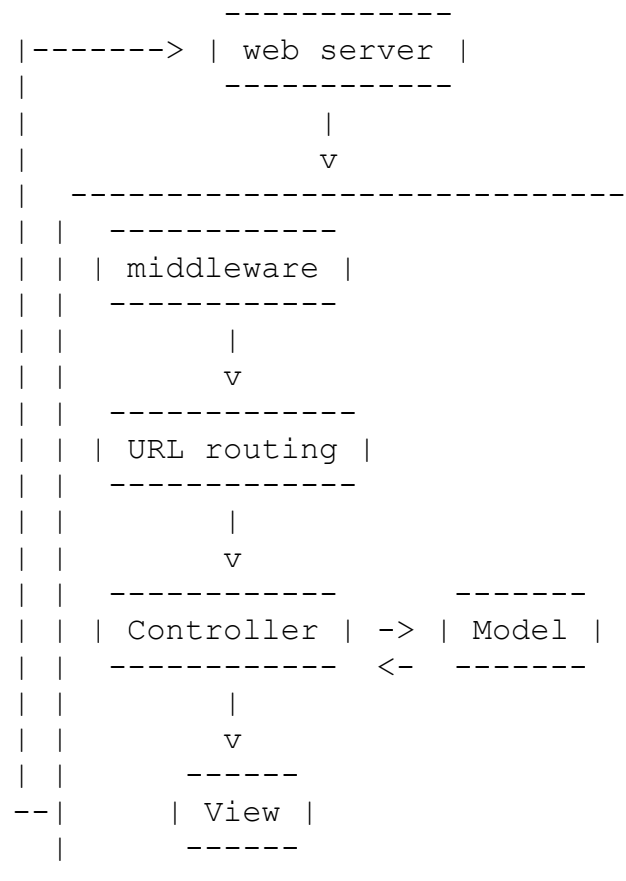 web server
middleware
URL routing
Controller -> Model
<-
View